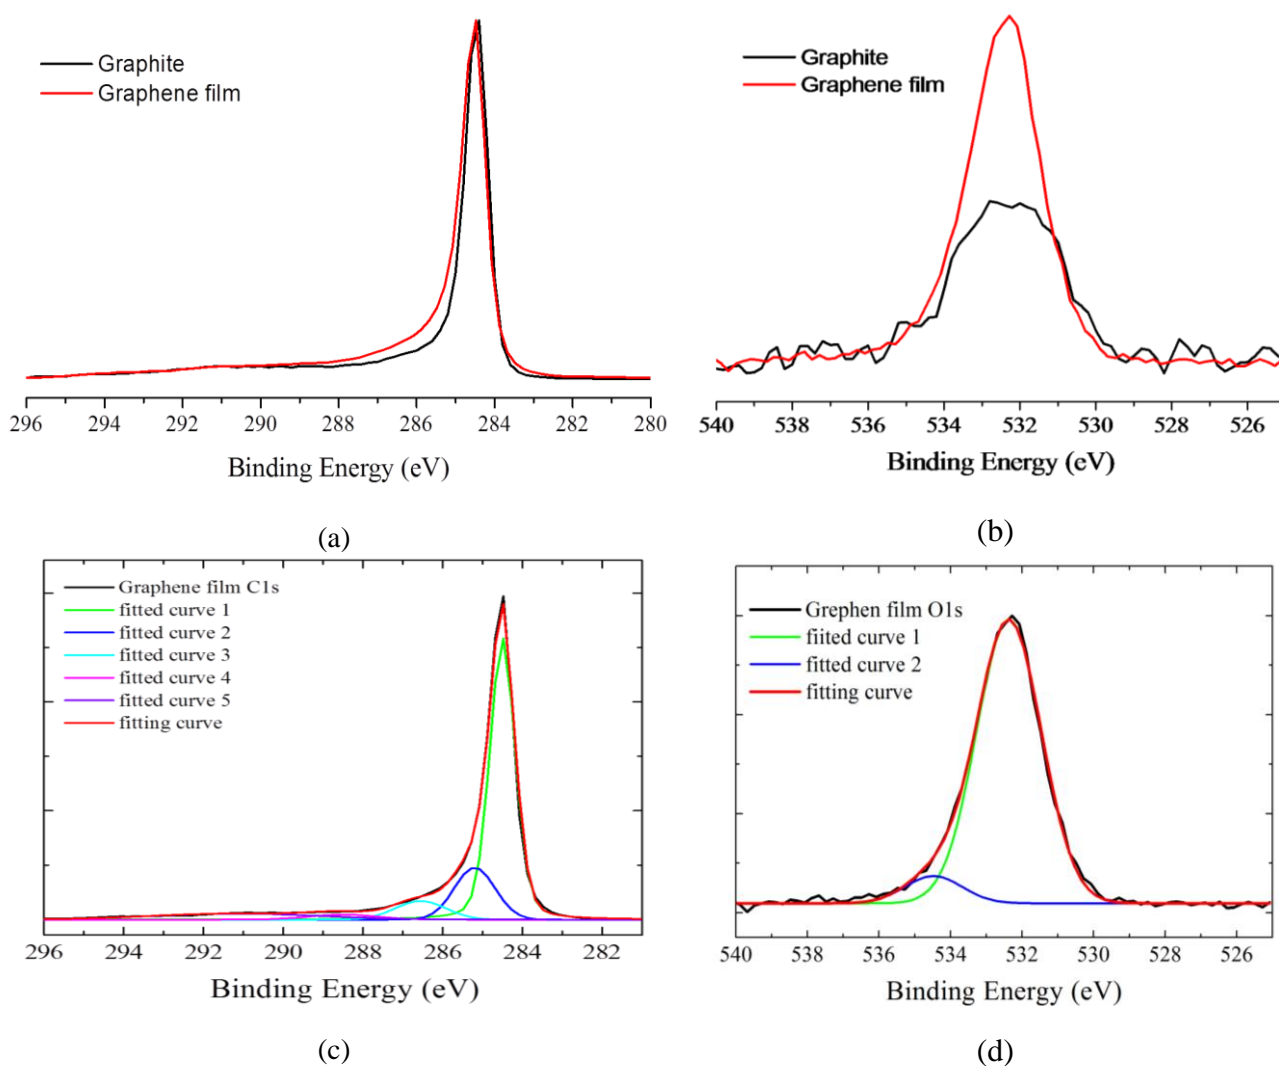 Graphite
Graphene film
296 294 292 290 288 286 284 282 280
Binding Energy (eV)
(a)
Graphite
Graphene film
540 538 536 534 532 530 528 526
Binding Energy (eV)
(b)
Graphene film C1s
fitted curve 1
fitted curve 2
fitted curve 3
fitted curve 4
fitted curve 5
fitting curve
296 294 292 290 288 286 284 282
Binding Energy (eV)
(c)
Grephen film O1s
fiited curve 1
fitted curve 2
fitting curve
540 538 536 534 532 530 528 526
Binding Energy (eV)
(d)